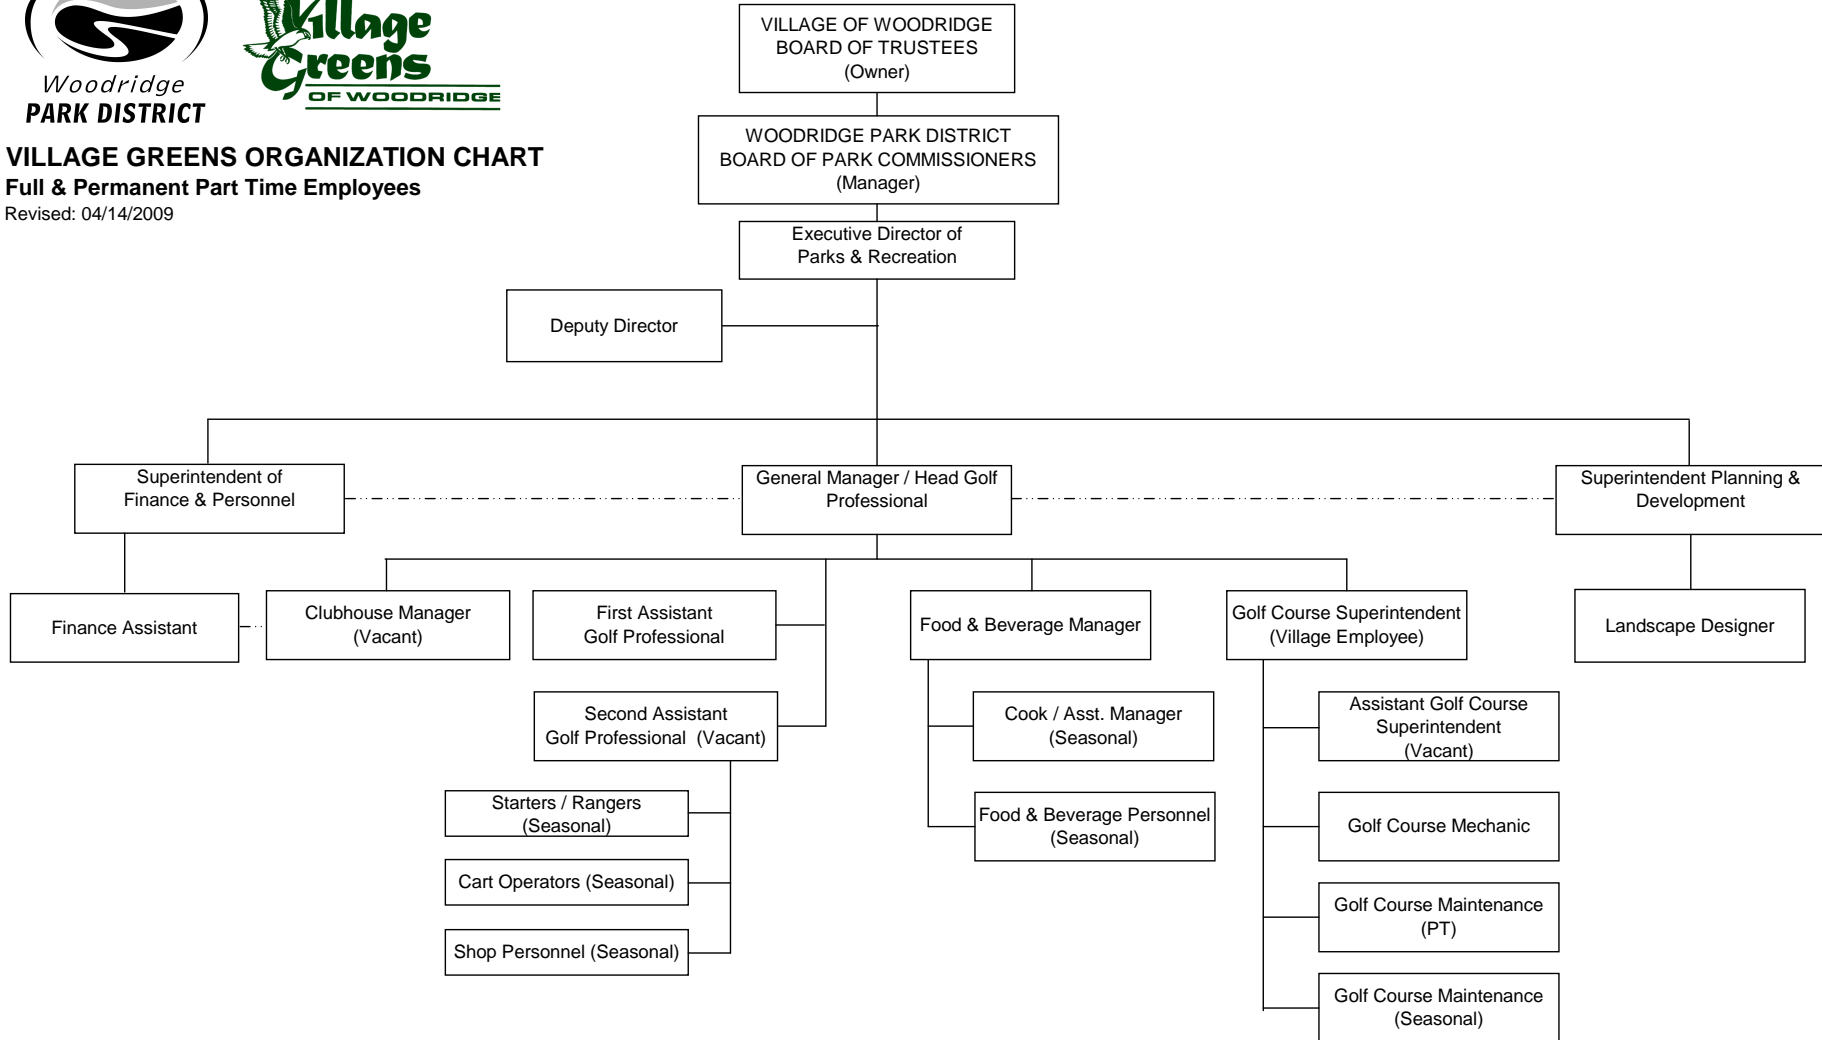 Woodridge
PARK DISTRICT
Village
Greens
OF WOODRIDGE
VILLAGE GREENS ORGANIZATION CHART
Full & Permanent Part Time Employees
Revised: 04/14/2009
VILLAGE OF WOODRIDGE
BOARD OF TRUSTEES
(Owner)
WOODRIDGE PARK DISTRICT
BOARD OF PARK COMMISSIONERS
(Manager)
Executive Director of
Parks & Recreation
Deputy Director
Superintendent of
Finance & Personnel
General Manager / Head Golf
Professional
Superintendent Planning &
Development
Finance Assistant
Clubhouse Manager
(Vacant)
First Assistant
Golf Professional
Food & Beverage Manager
Golf Course Superintendent
(Village Employee)
Landscape Designer
Second Assistant
Golf Professional (Vacant)
Cook / Asst. Manager
(Seasonal)
Assistant Golf Course
Superintendent
(Vacant)
Starters / Rangers
(Seasonal)
Food & Beverage Personnel
(Seasonal)
Golf Course Mechanic
Cart Operators (Seasonal)
Golf Course Maintenance
(PT)
Shop Personnel (Seasonal)
Golf Course Maintenance
(Seasonal)